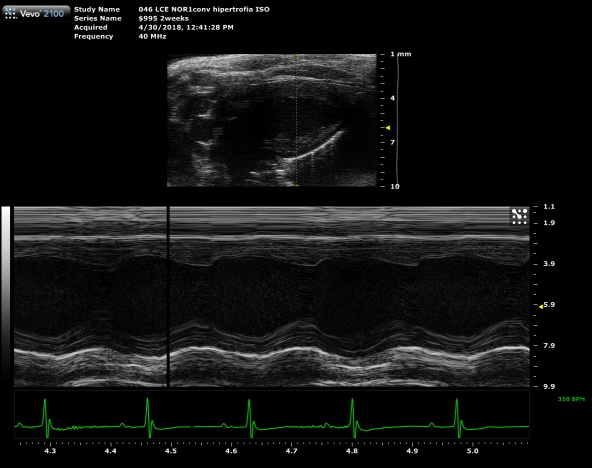 Vevo 2100
Study Name 046 LCE NOR1conv hipertrofia ISO
Series Name S995 2weeks
Acquired 4/30/2018, 12:41:28 PM
Frequency 40 MHz
1 mm
4
7
10
1.1
1.9
3.9
5.9
7.9
9.9
358 BPM
4.3 4.4 4.5 4.6 4.7 4.8 4.9 5.0